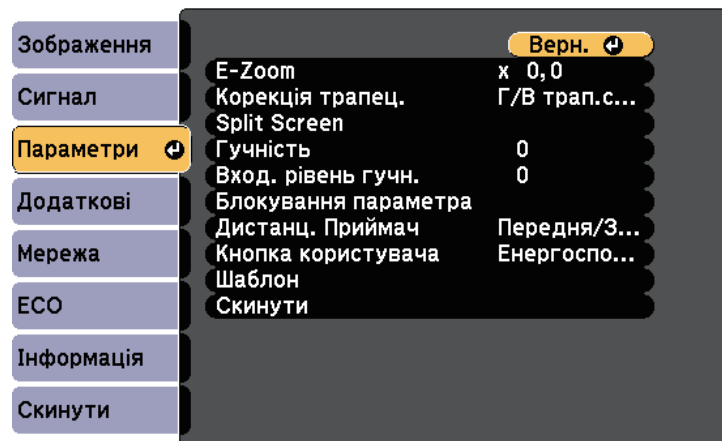 Зображення
Сигнал
Параметри
Додаткові
Мережа
ECO
Інформація
Скинути
Верн.
E-Zoom x 0,0
Корекція трапец. Г/В трап.с...
Split Screen
Гучність 0
Вход. рівень гучн. 0
Блокування параметра
Дистанц. Приймач Передня/З...
Кнопка користувача Енергоспо...
Шаблон
Скинути